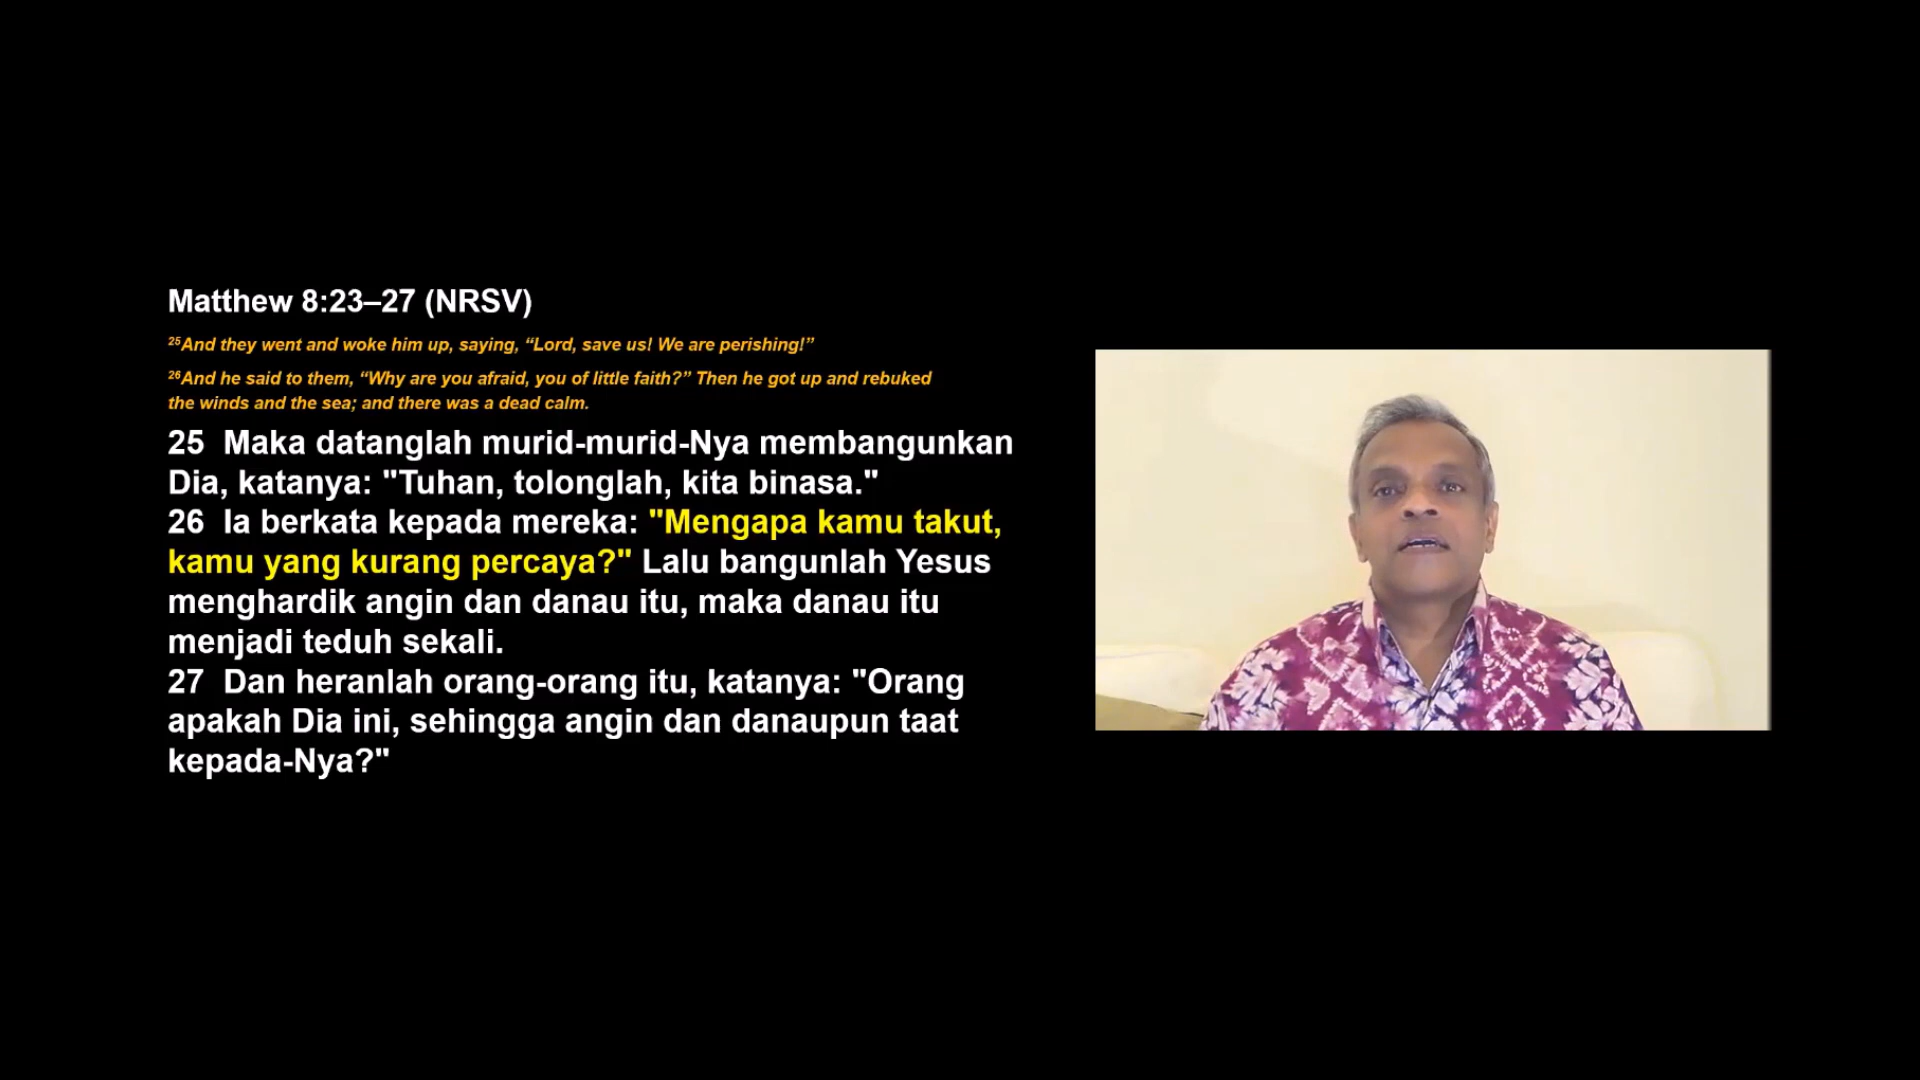 Matthew 8:23–27 (NRSV)
²⁵And they went and woke him up, saying, “Lord, save us! We are perishing!”
²⁶And he said to them, “Why are you afraid, you of little faith?” Then he got up and rebuked
the winds and the sea; and there was a dead calm.
25 Maka datanglah murid-murid-Nya membangunkan
Dia, katanya: "Tuhan, tolonglah, kita binasa."
26 Ia berkata kepada mereka: "Mengapa kamu takut,
kamu yang kurang percaya?" Lalu bangunlah Yesus
menghardik angin dan danau itu, maka danau itu
menjadi teduh sekali.
27 Dan heranlah orang-orang itu, katanya: "Orang
apakah Dia ini, sehingga angin dan danaupun taat
kepada-Nya?"